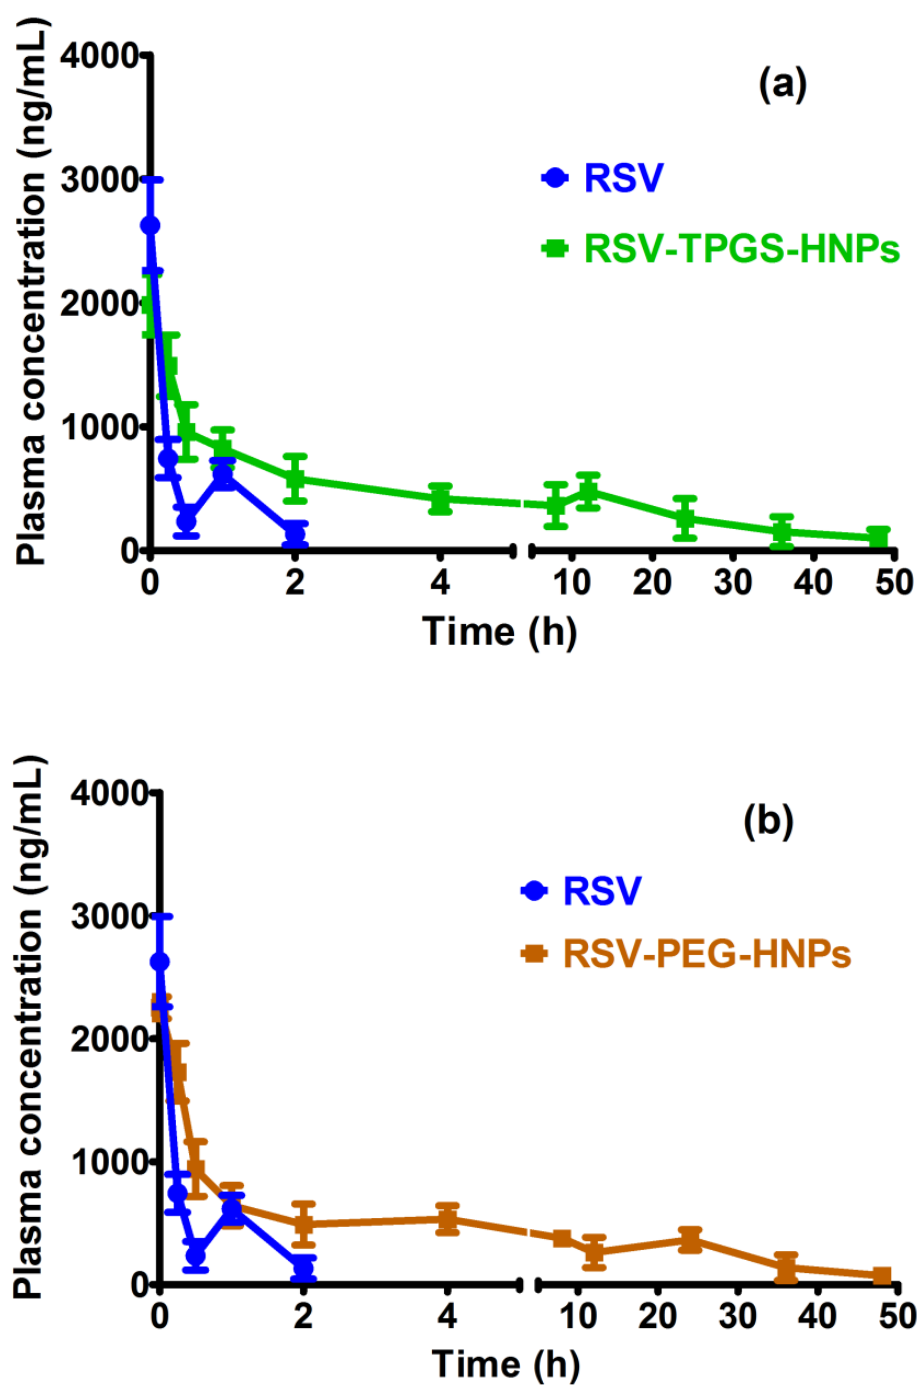 (a)
Plasma concentration (ng/mL)
4000
3000
2000
1000
0
RSV
RSV-TPGS-HNPs
0 2 4 10 20 30 40 50
Time (h)
(b)
Plasma concentration (ng/mL)
4000
3000
2000
1000
0
RSV
RSV-PEG-HNPs
0 2 4 10 20 30 40 50
Time (h)